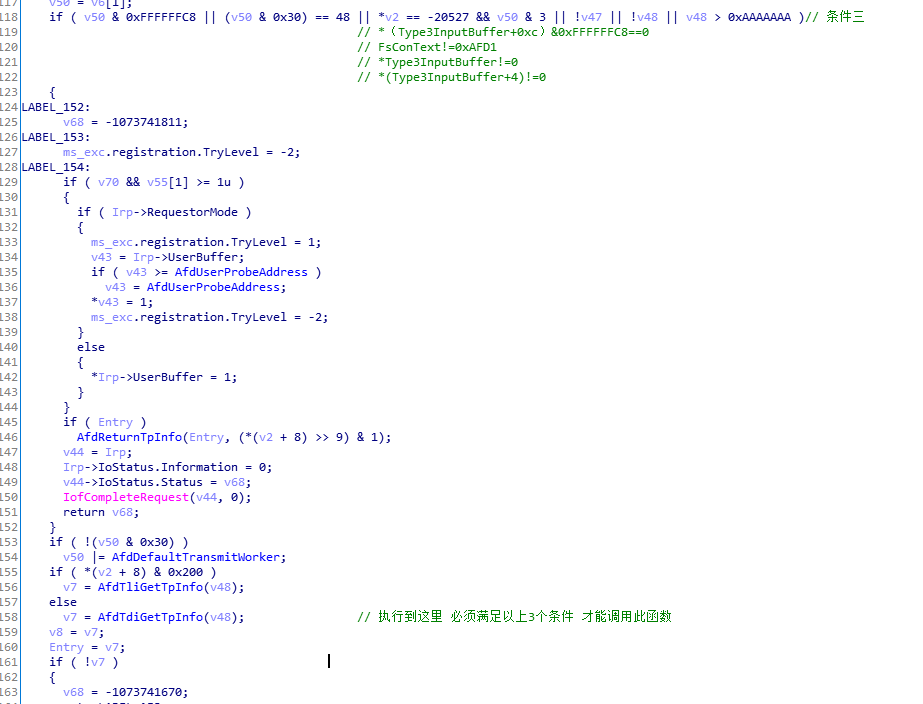 117    v50 = v6[1];
118    if ( v50 & 0xFFFFFFC8 || (v50 & 0x30) == 48 || *v2 == -20527 && v50 & 3 || !v47 || !v48 || v48 > 0xAAAAAAA )// 条件三
119    // *（Type3InputBuffer+0xc）&0xFFFFFFC8==0
120    // FsConText!=0xAFD1
121    // *Type3InputBuffer!=0
122    // *(Type3InputBuffer+4)!=0
123    {
124 LABEL_152:
125      v68 = -1073741811;
126 LABEL_153:
127      ms_exc.registration.TryLevel = -2;
128 LABEL_154:
129      if ( v70 && v55[1] >= 1u )
130      {
131        if ( Irp->RequestorMode )
132        {
133          ms_exc.registration.TryLevel = 1;
134          v43 = Irp->UserBuffer;
135          if ( v43 >= AfdUserProbeAddress )
136            v43 = AfdUserProbeAddress;
137          *v43 = 1;
138          ms_exc.registration.TryLevel = -2;
139        }
140        else
141        {
142          *Irp->UserBuffer = 1;
143        }
144      }
145      if ( Entry )
146        AfdReturnTpInfo(Entry, (*(v2 + 8) >> 9) & 1);
147      v44 = Irp;
148      Irp->IoStatus.Information = 0;
149      v44->IoStatus.Status = v68;
150      IofCompleteRequest(v44, 0);
151      return v68;
152    }
153    if ( !(v50 & 0x30) )
154      v50 |= AfdDefaultTransmitWorker;
155    if ( *(v2 + 8) & 0x200 )
156      v7 = AfdTliGetTpInfo(v48);
157    else
158      v7 = AfdTdiGetTpInfo(v48);    // 执行到这里 必须满足以上3个条件 才能调用此函数
159    v8 = v7;
160    Entry = v7;
161    if ( !v7 )
162    {
163      v68 = -1073741670;